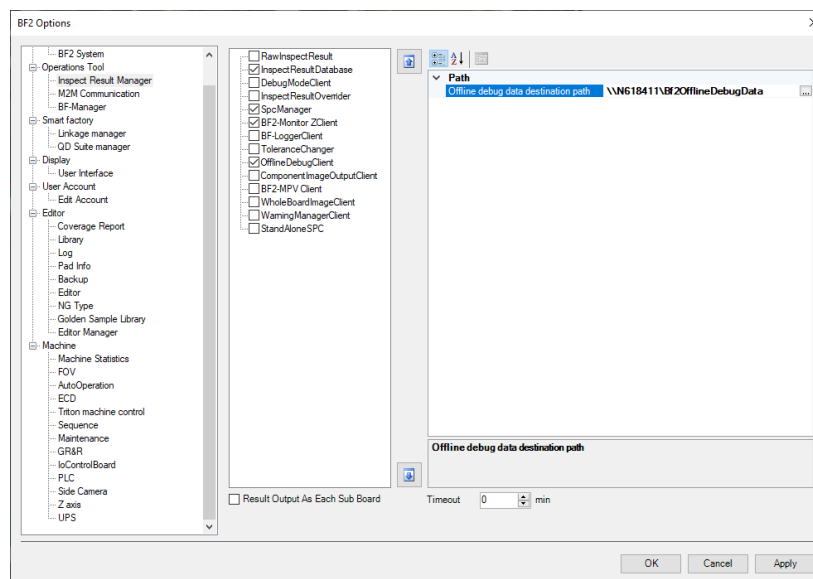 BF2 Options
BF2 System
Operations Tool
Inspect Result Manager
M2M Communication
BF-Manager
Smart factory
Linkage manager
QD Suite manager
Display
User Interface
User Account
Edit Account
Editor
Coverage Report
Library
Log
Pad Info
Backup
Editor
NG Type
Golden Sample Library
Editor Manager
Machine
Machine Statistics
FOV
AutoOperation
ECD
Triton machine control
Sequence
Maintenance
GR&R
IoControlBoard
PLC
Side Camera
Z axis
UPS
RawInspectResult
InspectResultDatabase
DebugModeClient
InspectResultOverrider
SpcManager
BF2-Monitor ZClient
BF-LoggerClient
ToleranceChanger
OfflineDebugClient
ComponentImageOutputClient
BF2-MPV Client
WholeBoardImageClient
WarningManagerClient
StandAloneSPC
Result Output As Each Sub Board
Path
Offline debug data destination path \\N618411\Bf2OfflineDebugData ...
Offline debug data destination path
Timeout 0 min
OK Cancel Apply